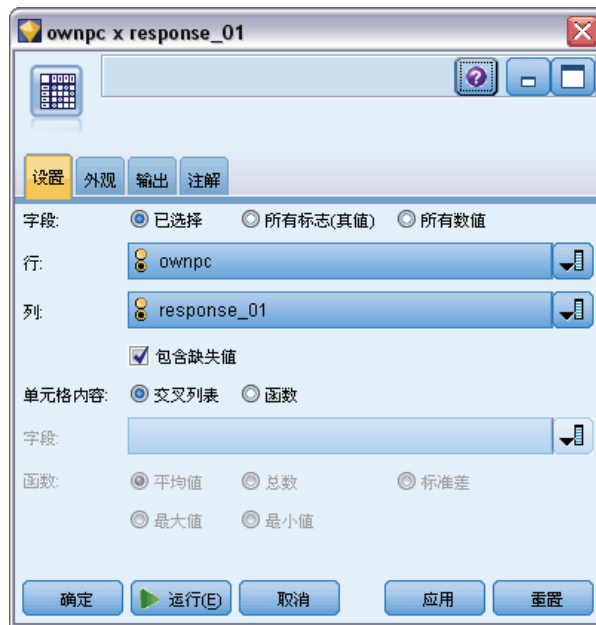 ownpc x response_01
设置 外观 输出 注解
字段: 已选择 所有标志(真值) 所有数值
行: ownpc
列: response_01
包含缺失值
单元格内容: 交叉列表 函数
字段:
函数: 平均值 总数 标准差
最大值 最小值
确定 运行(E) 取消 应用 重置